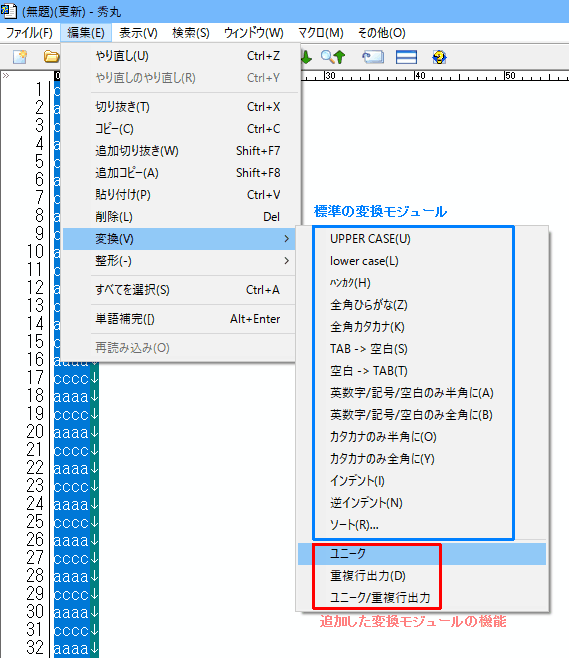 (無題)(更新) - 秀丸
ファイル(F) 編集(E) 表示(V) 検索(S) ウィンドウ(W) マクロ(M) その他(O)
0 30 40 50
やり直し(U) Ctrl+Z
やり直しのやり直し(R) Ctrl+Y
切り抜き(T) Ctrl+X
コピー(C) Ctrl+C
追加切り抜き(W) Shift+F7
追加コピー(A) Shift+F8
貼り付け(P) Ctrl+V
削除(L) Del
変換(V) >
整形(-) >
すべてを選択(S) Ctrl+A
単語補完([) Alt+Enter
再読み込み(O)
標準の変換モジュール
UPPER CASE(U)
lower case(L)
ﾊﾝｶｸ(H)
全角ひらがな(Z)
全角カタカナ(K)
TAB -> 空白(S)
空白 -> TAB(T)
英数字/記号/空白のみ半角に(A)
英数字/記号/空白のみ全角に(B)
カタカナのみ半角に(O)
カタカナのみ全角に(Y)
インデント(I)
逆インデント(N)
ソート(R)...
ユニーク
重複行出力(D)
ユニーク/重複行出力
追加した変換モジュールの機能
1 c
2 a
3 c
4 a
5 c
6 a
7 c
8 a
9 c
10 a
11 c
12 a
13 c
14 a
15 c
16 aaaa↓
17 cccc↓
18 aaaa↓
19 cccc↓
20 aaaa↓
21 cccc↓
22 aaaa↓
23 cccc↓
24 aaaa↓
25 cccc↓
26 aaaa↓
27 cccc↓
28 aaaa↓
29 cccc↓
30 aaaa↓
31 cccc↓
32 aaaa↓